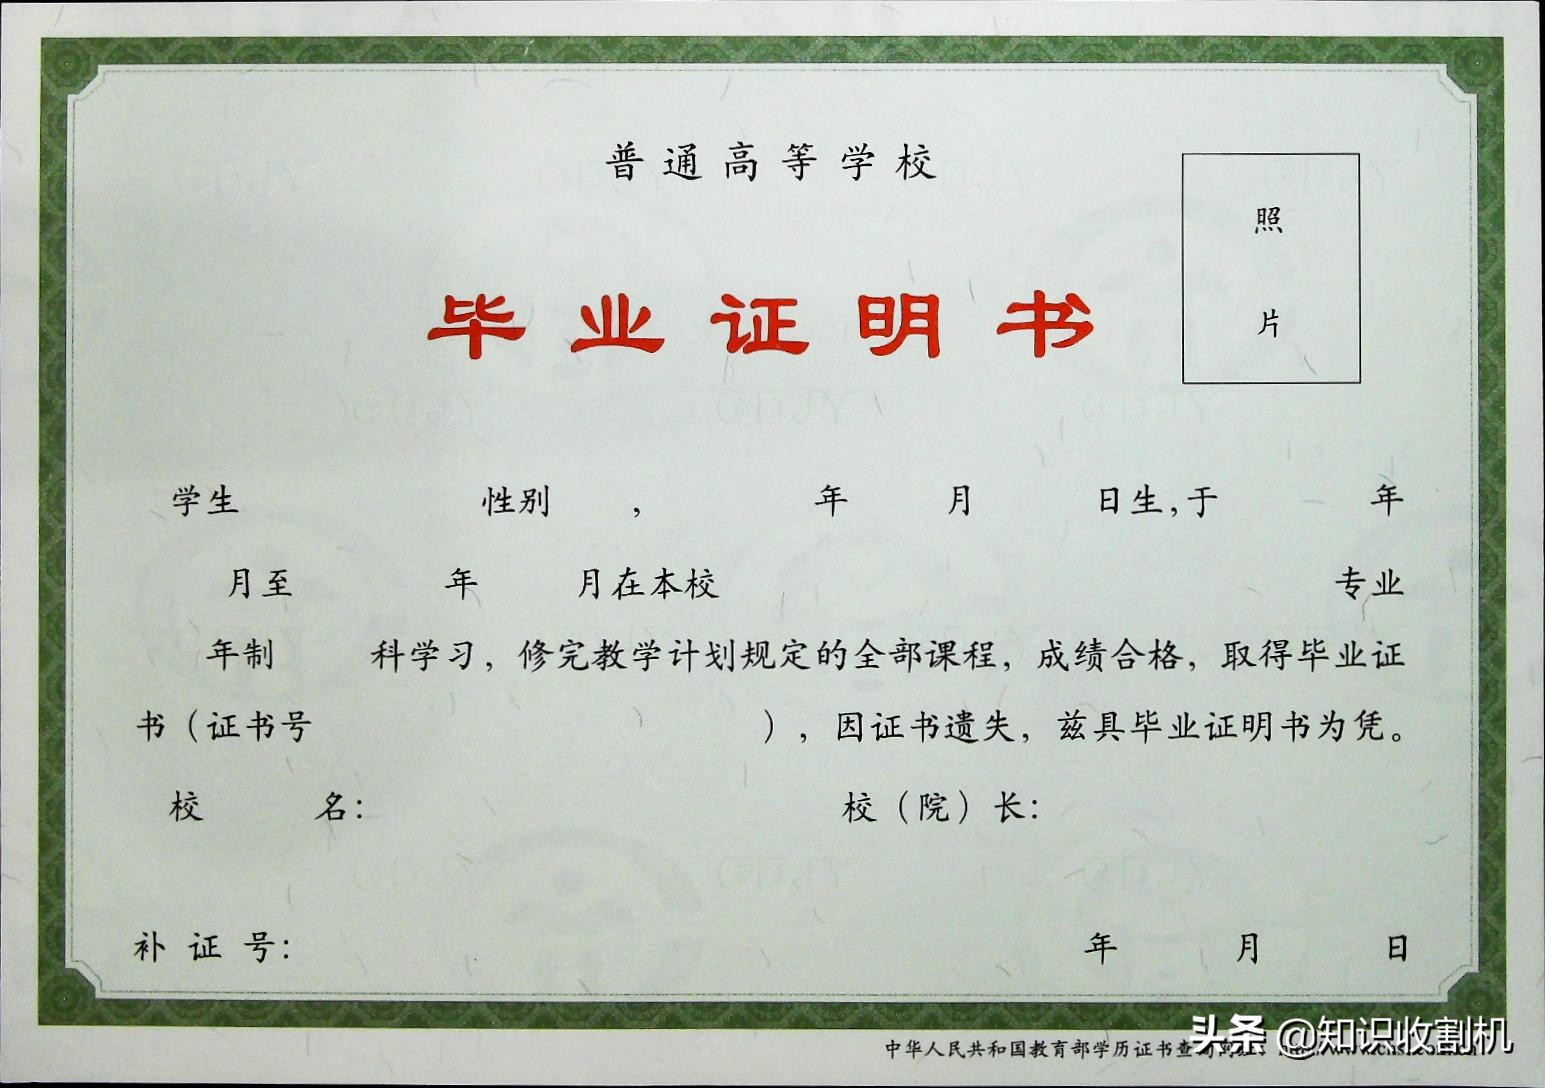 普通高等学校
照
片
毕业证明书
学生 性别 , 年 月 日生,于 年
月至 年 月在本校 专业
年制 科学习，修完教学计划规定的全部课程，成绩合格，取得毕业证
书（证书号 ），因证书遗失，兹具毕业证明书为凭。
校 名： 校（院）长：
补 证 号： 年 月 日
中华人民共和国教育部学历证书查询网址：
头条 @知识收割机